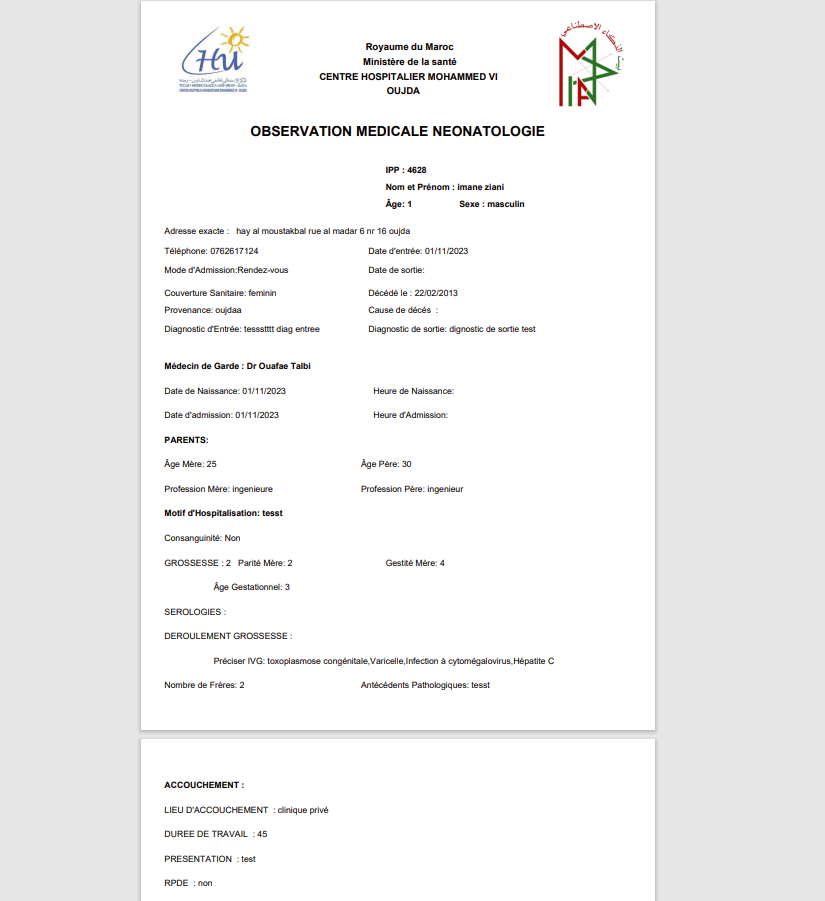 Hu
Royaume du Maroc
Ministère de la santé
CENTRE HOSPITALIER MOHAMMED VI
OUJDA
OBSERVATION MEDICALE NEONATOLOGIE
IPP : 4628
Nom et Prénom : imane ziani
Âge: 1 Sexe : masculin
Adresse exacte : hay al moustakbal rue al madar 6 nr 16 oujda
Téléphone: 0762617124 Date d'entrée: 01/11/2023
Mode d'Admission:Rendez-vous Date de sortie:
Couverture Sanitaire: feminin Décédé le : 22/02/2013
Provenance: oujdaa Cause de décés :
Diagnostic d'Entrée: tesssttt diag entree Diagnostic de sortie: dignostic de sortie test
Médecin de Garde : Dr Ouafae Talbi
Date de Naissance: 01/11/2023 Heure de Naissance:
Date d'admission: 01/11/2023 Heure d'Admission:
PARENTS:
Âge Mère: 25 Âge Père: 30
Profession Mère: ingenieure Profession Père: ingenieur
Motif d'Hospitalisation: tesst
Consanguinité: Non
GROSSESSE : 2 Parité Mère: 2 Gestité Mère: 4
Âge Gestationnel: 3
SEROLOGIES :
DEROULEMENT GROSSESSE :
Préciser IVG: toxoplasmose congénitale,Varicelle,Infection à cytomégalovirus,Hépatite C
Nombre de Frères: 2 Antécédents Pathologiques: tesst
ACCOUCHEMENT :
LIEU D'ACCOUCHEMENT : clinique privé
DUREE DE TRAVAIL : 45
PRESENTATION : test
RPDE : non